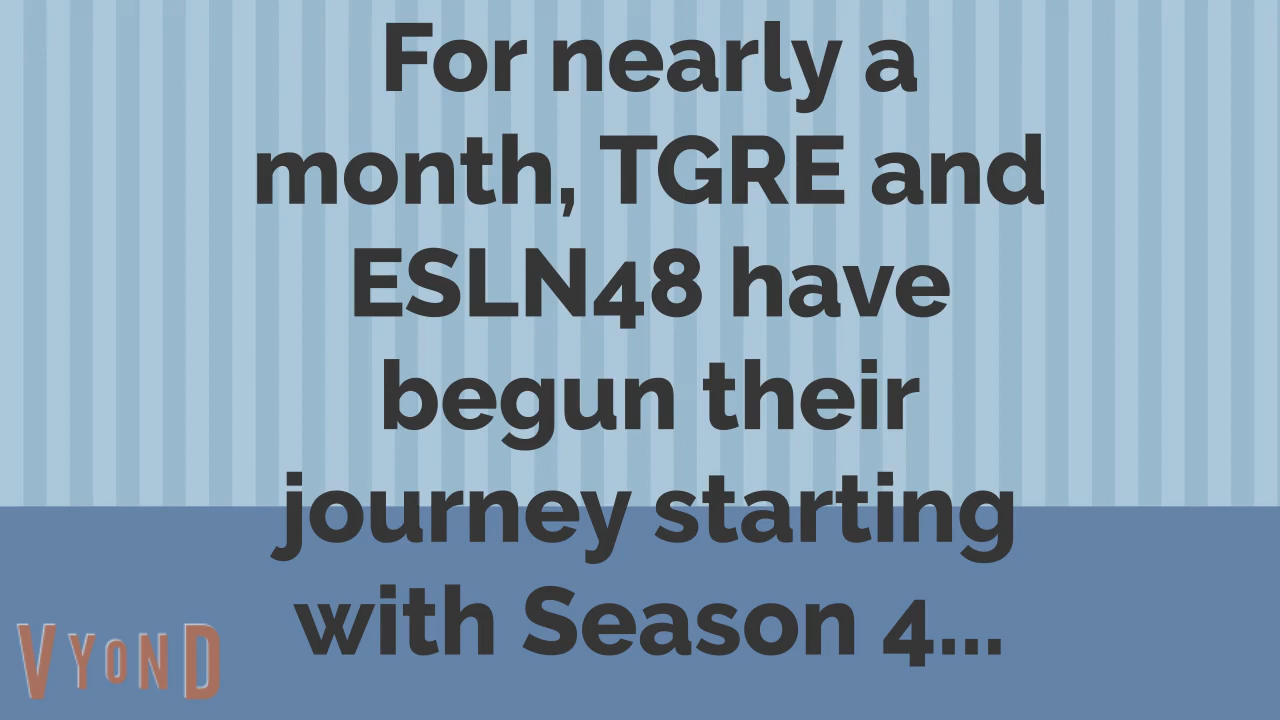 For nearly a
month, TGRE and
ESLN48 have
begun their
journey starting
with Season 4...
VYOND